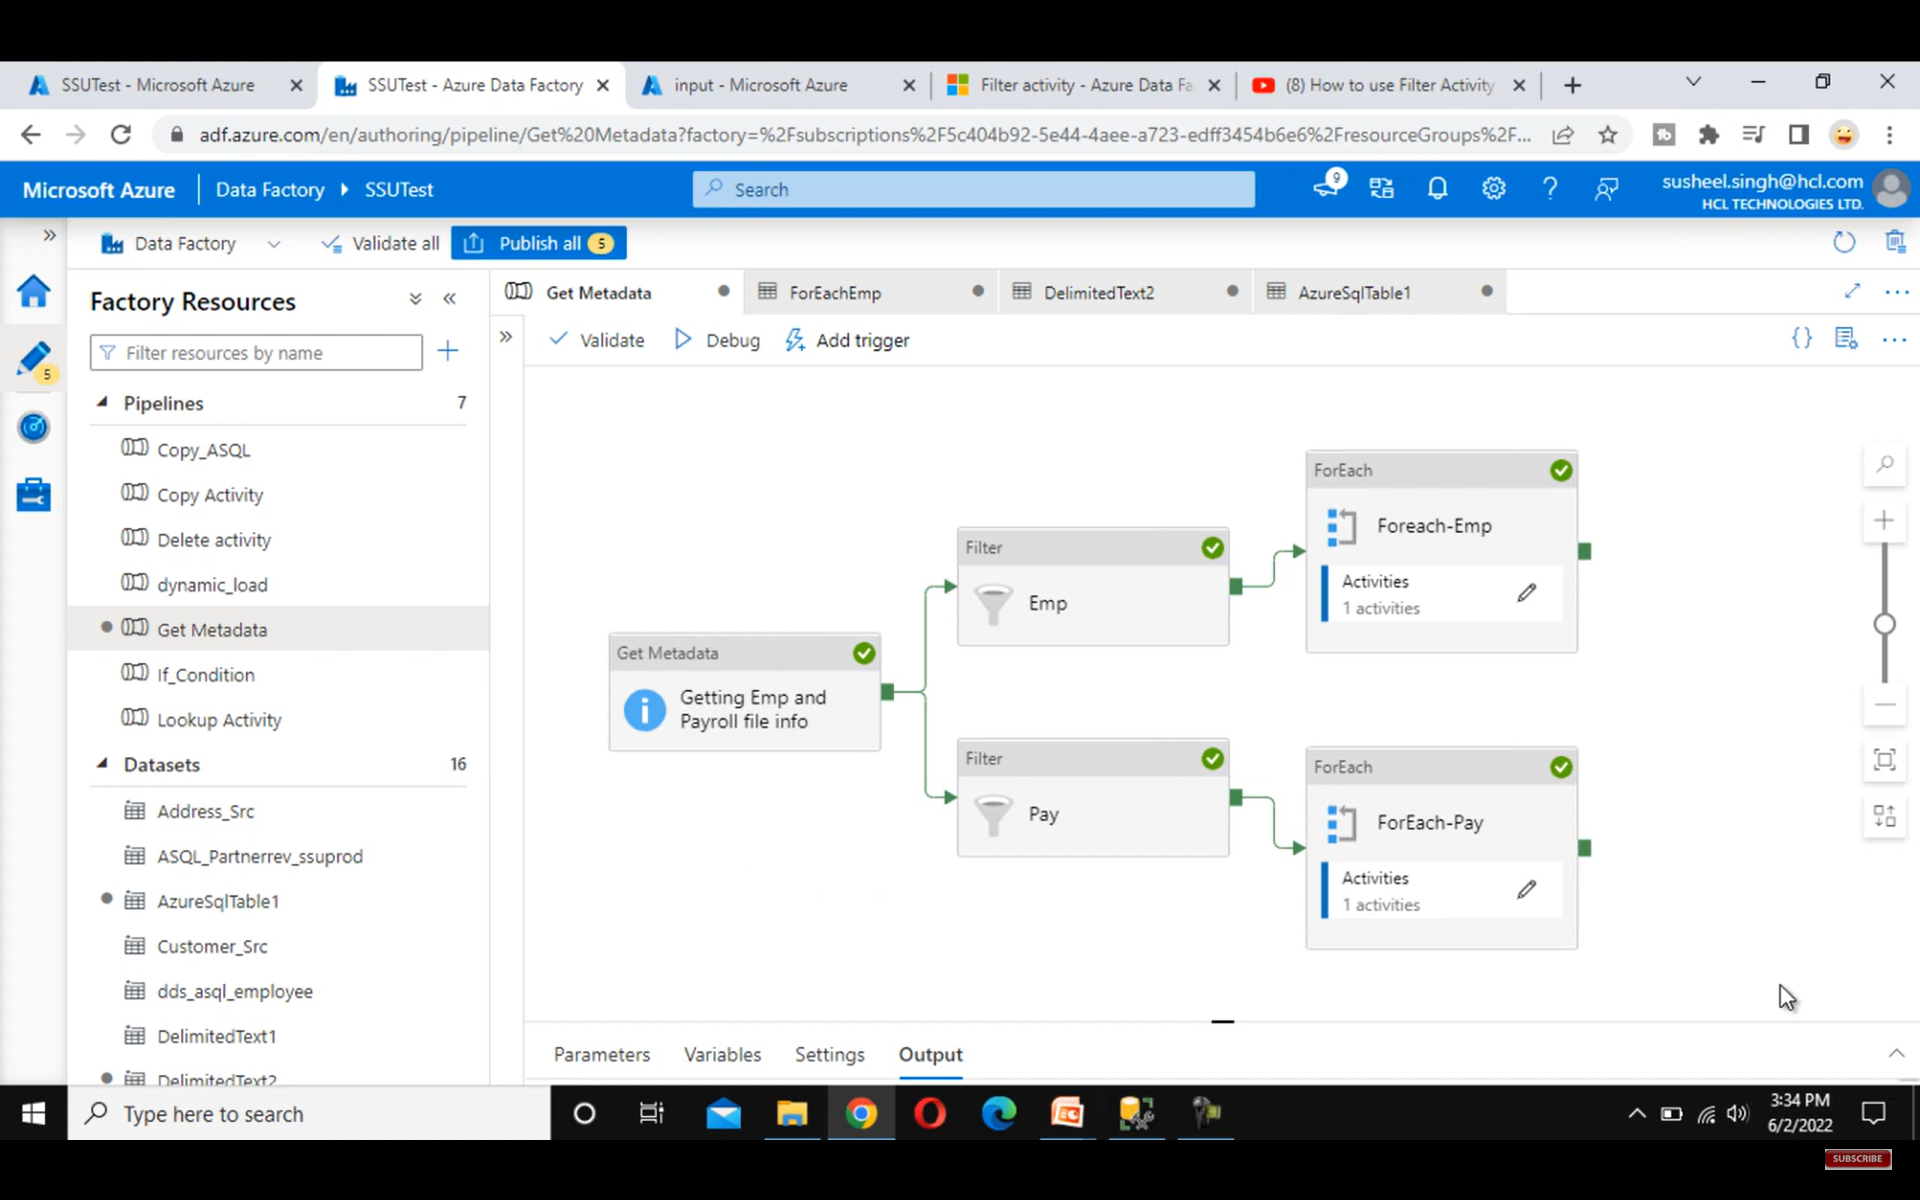 SSUTest - Microsoft Azure
SSUTest - Azure Data Factory
input - Microsoft Azure
Filter activity - Azure Data Fa
(8) How to use Filter Activity
adf.azure.com/en/authoring/pipeline/Get%20Metadata?factory=%2Fsubscriptions%2F5c404b92-5e44-4aee-a723-edff3454b6e6%2FresourceGroups%2F...
Microsoft Azure
Data Factory
SSUTest
Search
9
susheel.singh@hcl.com
HCL TECHNOLOGIES LTD.
Data Factory
Validate all
Publish all 5
Factory Resources
Filter resources by name
5
Pipelines 7
Copy_ASQL
Copy Activity
Delete activity
dynamic_load
Get Metadata
If_Condition
Lookup Activity
Datasets 16
Address_Src
ASQL_Partnerrev_ssuprod
AzureSqlTable1
Customer_Src
dds_asql_employee
DelimitedText1
DelimitedText2
Get Metadata
ForEachEmp
DelimitedText2
AzureSqlTable1
Validate
Debug
Add trigger
Get Metadata
Getting Emp and
Payroll file info
Filter
Emp
Filter
Pay
ForEach
Foreach-Emp
Activities
1 activities
ForEach
ForEach-Pay
Activities
1 activities
Parameters
Variables
Settings
Output
Type here to search
3:34 PM
6/2/2022
SUBSCRIBE